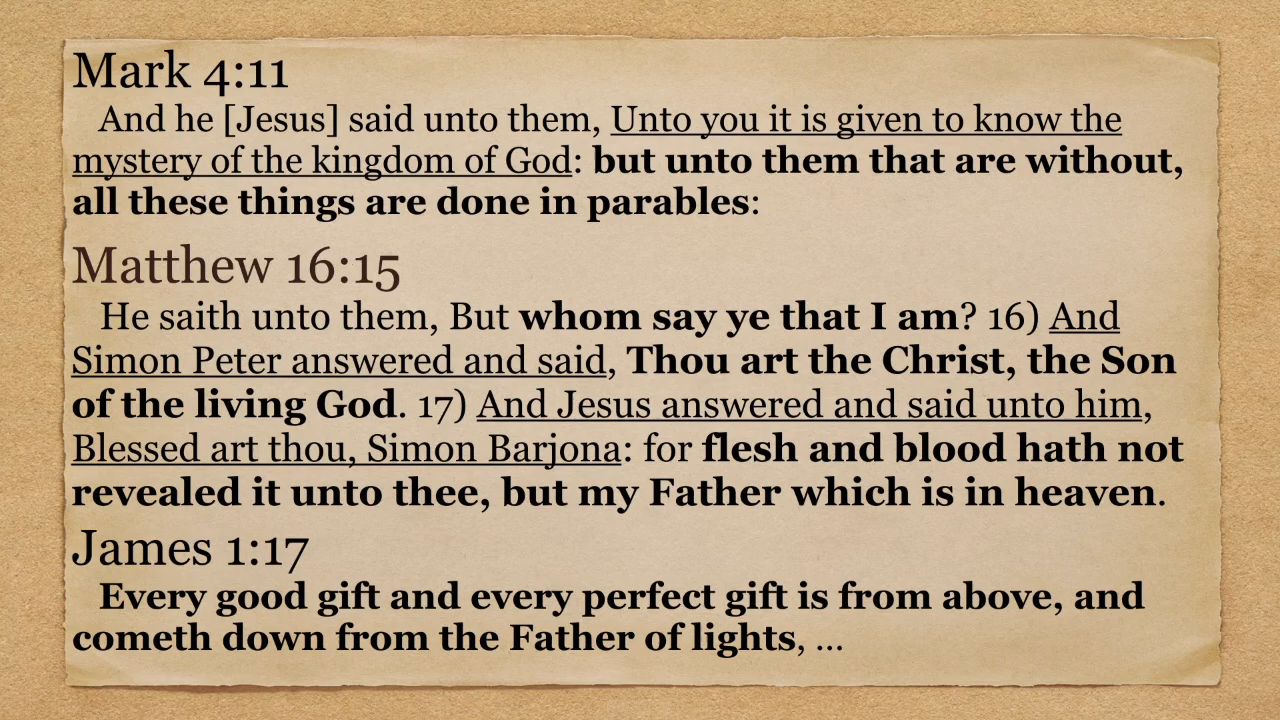 Mark 4:11
And he [Jesus] said unto them, Unto you it is given to know the
mystery of the kingdom of God: but unto them that are without,
all these things are done in parables:
Matthew 16:15
He saith unto them, But whom say ye that I am? 16) And
Simon Peter answered and said, Thou art the Christ, the Son
of the living God. 17) And Jesus answered and said unto him,
Blessed art thou, Simon Barjona: for flesh and blood hath not
revealed it unto thee, but my Father which is in heaven.
James 1:17
Every good gift and every perfect gift is from above, and
cometh down from the Father of lights, ...